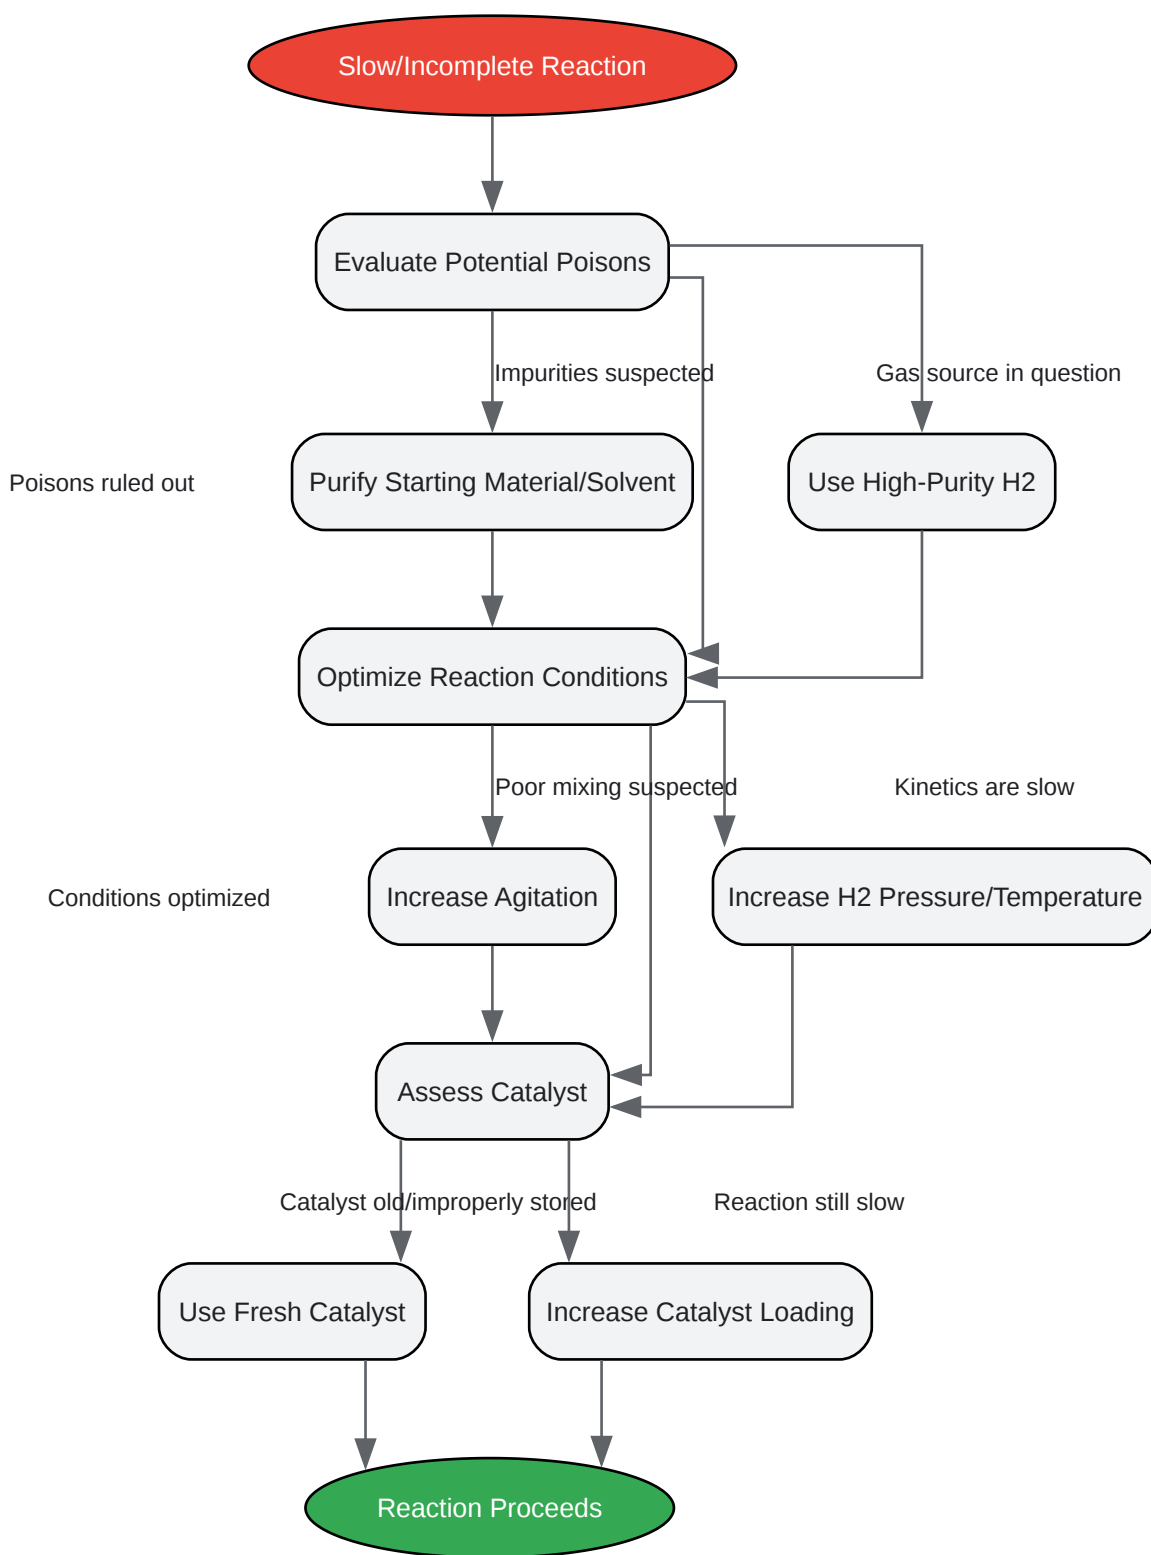 Slow/Incomplete Reaction
Evaluate Potential Poisons
Impurities suspected
Gas source in question
Poisons ruled out
Purify Starting Material/Solvent
Use High-Purity H2
Optimize Reaction Conditions
Poor mixing suspected
Kinetics are slow
Conditions optimized
Increase Agitation
Increase H2 Pressure/Temperature
Assess Catalyst
Catalyst old/improperly stored
Reaction still slow
Use Fresh Catalyst
Increase Catalyst Loading
Reaction Proceeds